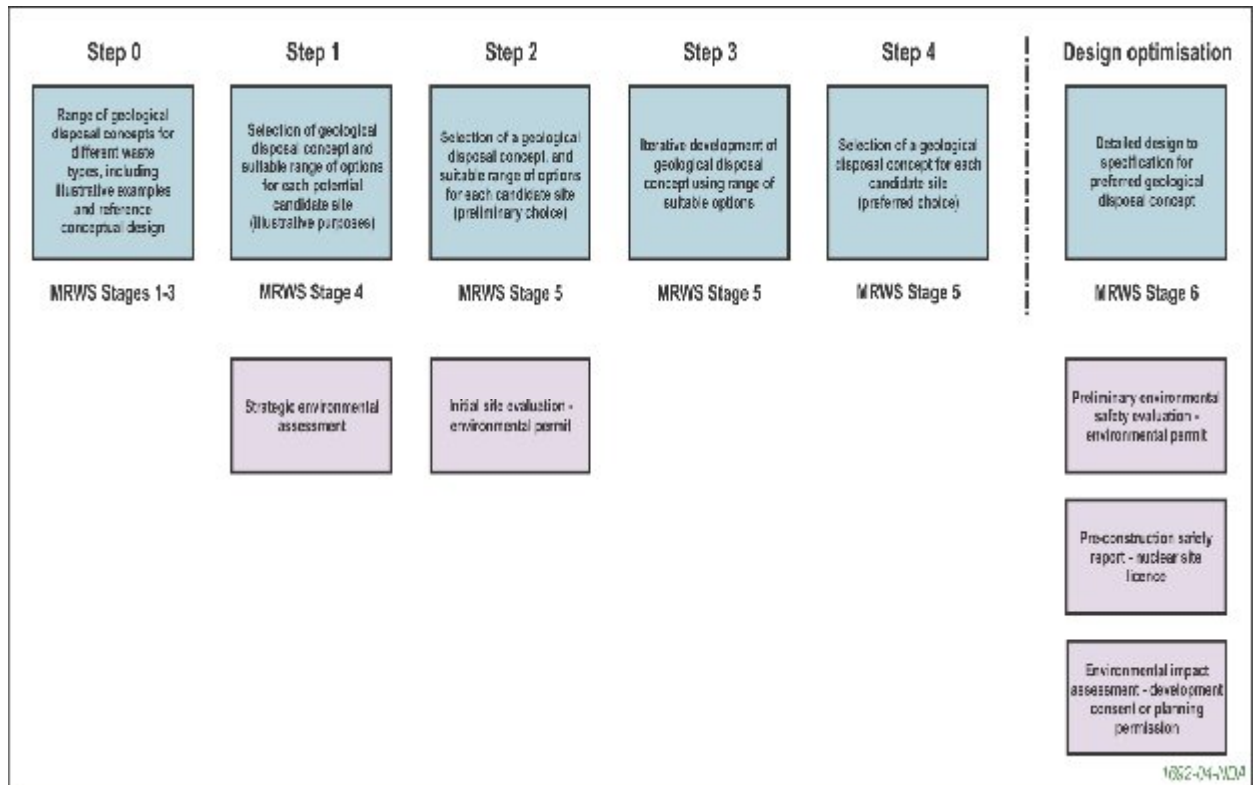 Step 0
Step 1
Step 2
Step 3
Step 4
Design optimisation
Range of geological
disposal concepts for
different waste
types, including
illustrative examples
and reference
conceptual design
Selection of geological
disposal concept and
suitable range of options
for each potential
candidate site
(illustrative purposes)
Selection of a geological
disposal concept, and
suitable range of options
for each candidate site
(preliminary choice)
Iterative development of
geological disposal
concept using range of
suitable options
Selection of a geological
disposal concept for each
candidate site
(preferred choice)
Detailed design to
specification for
preferred geological
disposal concept
MRWS Stages 1-3
MRWS Stage 4
MRWS Stage 5
MRWS Stage 5
MRWS Stage 5
MRWS Stage 6
Strategic environmental
assessment
Initial site evaluation -
environmental permit
Preliminary environmental
safety evaluation -
environmental permit
Pre-construction safety
report - nuclear site
licence
Environmental impact
assessment - development
consent or planning
permission
1692-04-NDA